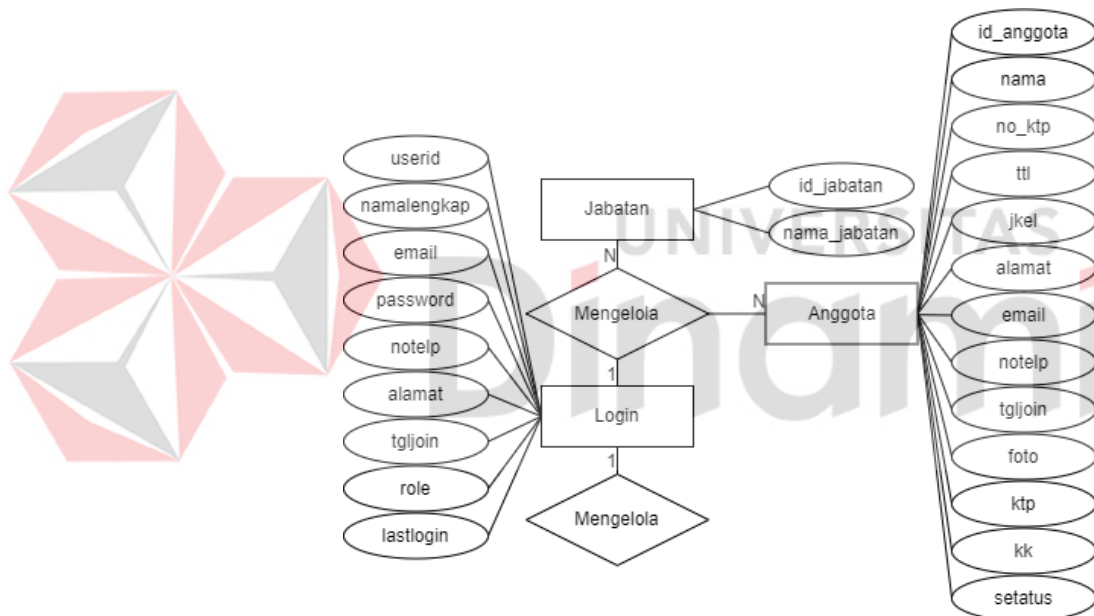 userid
namalengkap
email
password
notelp
alamat
tgljoin
role
lastlogin
Jabatan
id_jabatan
nama_jabatan
N
Mengelola
N
Anggota
1
Login
1
Mengelola
id_anggota
nama
no_ktp
ttl
jkel
alamat
email
notelp
tgljoin
foto
ktp
kk
setatus
UNIVERSITAS
Dinami